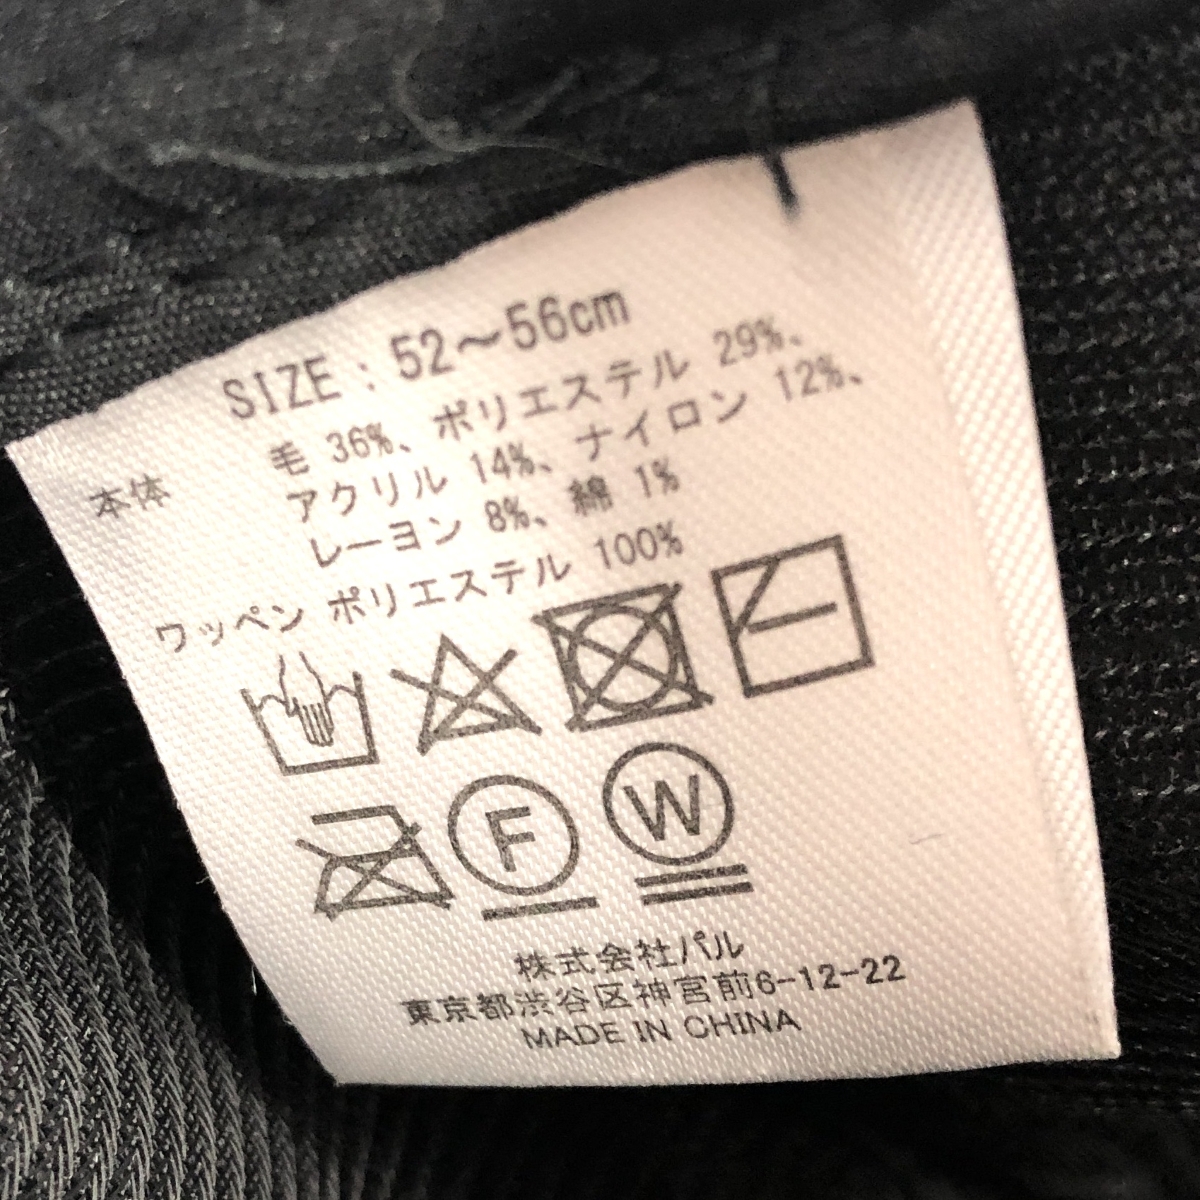 SIZE：52～56cm
本体 毛 36%、ポリエステル 29%、
アクリル 14%、ナイロン 12%、
レーヨン 8%、綿 1%
ワッペン ポリエステル 100%
F W
株式会社パル
東京都渋谷区神宮前6-12-22
MADE IN CHINA